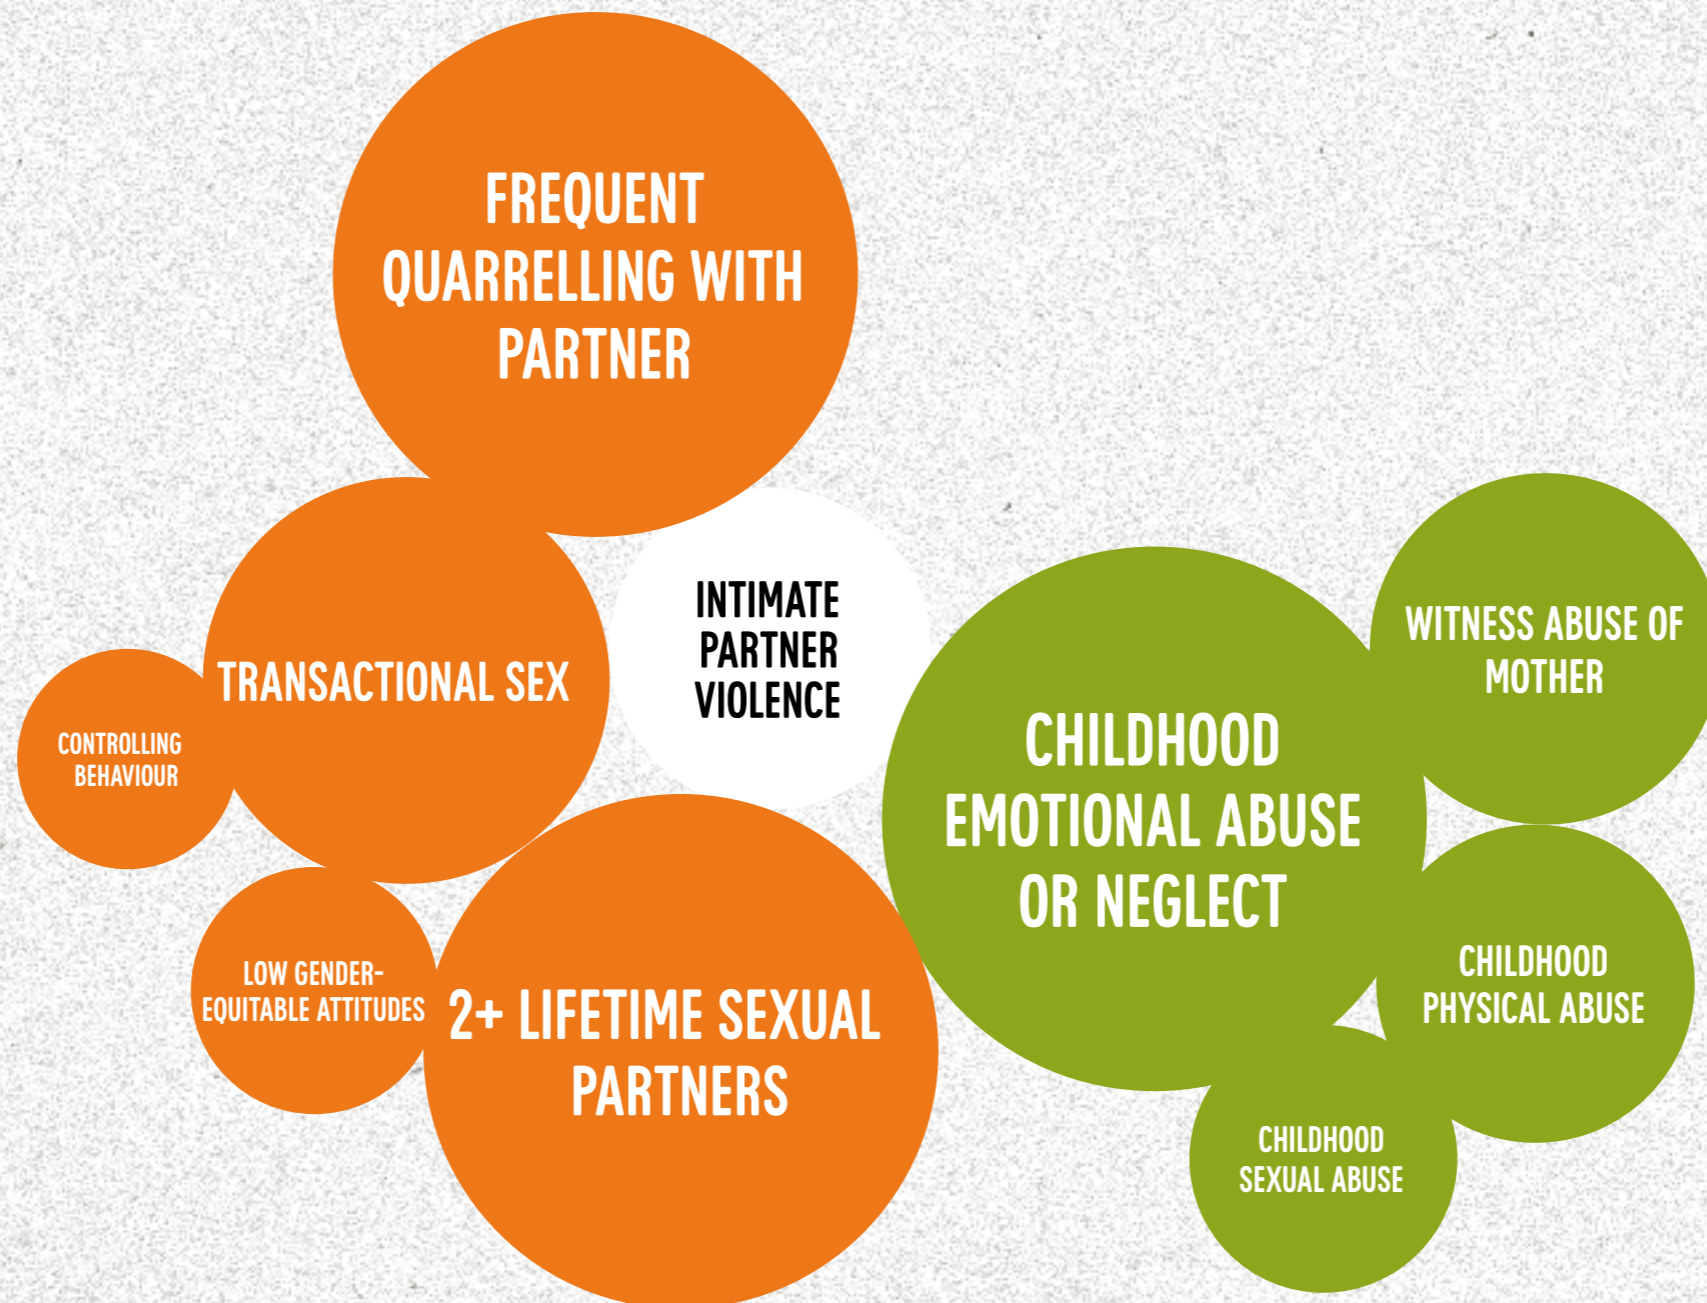 FREQUENT
QUARRELLING WITH
PARTNER
INTIMATE
PARTNER
VIOLENCE
TRANSACTIONAL SEX
CONTROLLING
BEHAVIOUR
LOW GENDER-
EQUITABLE ATTITUDES
2+ LIFETIME SEXUAL
PARTNERS
CHILDHOOD
EMOTIONAL ABUSE
OR NEGLECT
WITNESS ABUSE OF
MOTHER
CHILDHOOD
PHYSICAL ABUSE
CHILDHOOD
SEXUAL ABUSE